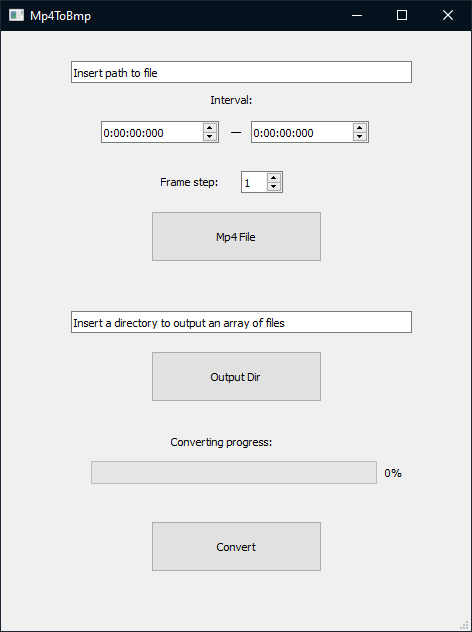 Mp4ToBmp
Insert path to file
Interval:
0:00:00:000 — 0:00:00:000
Frame step: 1
Mp4 File
Insert a directory to output an array of files
Output Dir
Converting progress:
0%
Convert